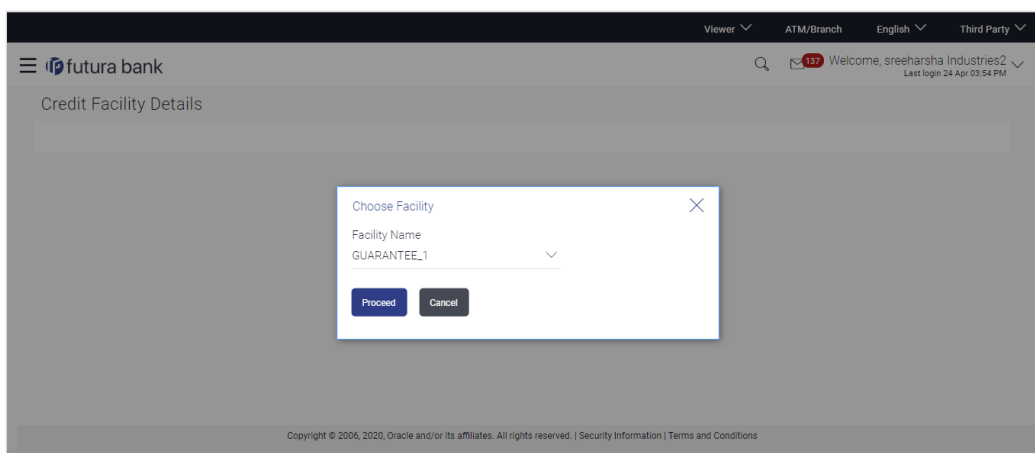 Viewer ATM/Branch English Third Party
futura bank 137 Welcome, sreeharsha Industries2
Last login 24 Apr 03:54 PM
Credit Facility Details
Choose Facility
Facility Name
GUARANTEE_1
Proceed Cancel
Copyright © 2006, 2020, Oracle and/or its affiliates. All rights reserved. | Security Information | Terms and Conditions